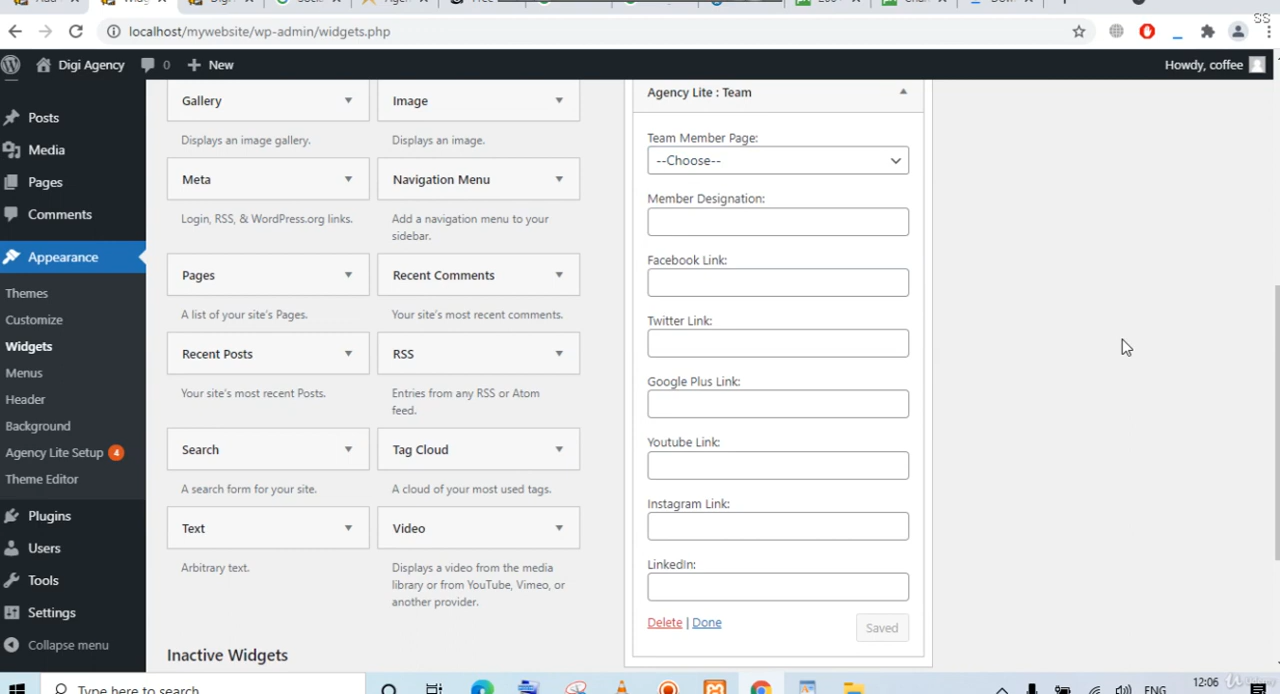 localhost/mywebsite/wp-admin/widgets.php
SS
Digi Agency
0
New
Howdy, coffee
Posts
Media
Pages
Comments
Appearance
Themes
Customize
Widgets
Menus
Header
Background
Agency Lite Setup 4
Theme Editor
Plugins
Users
Tools
Settings
Collapse menu
Gallery
Displays an image gallery.
Image
Displays an image.
Meta
Login, RSS, & WordPress.org links.
Navigation Menu
Add a navigation menu to your
sidebar.
Pages
A list of your site's Pages.
Recent Comments
Your site's most recent comments.
Recent Posts
Your site's most recent Posts.
RSS
Entries from any RSS or Atom
feed.
Search
A search form for your site.
Tag Cloud
A cloud of your most used tags.
Text
Arbitrary text.
Video
Displays a video from the media
library or from YouTube, Vimeo, or
another provider.
Inactive Widgets
Agency Lite : Team
Team Member Page:
--Choose--
Member Designation:
Facebook Link:
Twitter Link:
Google Plus Link:
Youtube Link:
Instagram Link:
LinkedIn:
Delete | Done
Saved
Type here to search
ENG
12:06